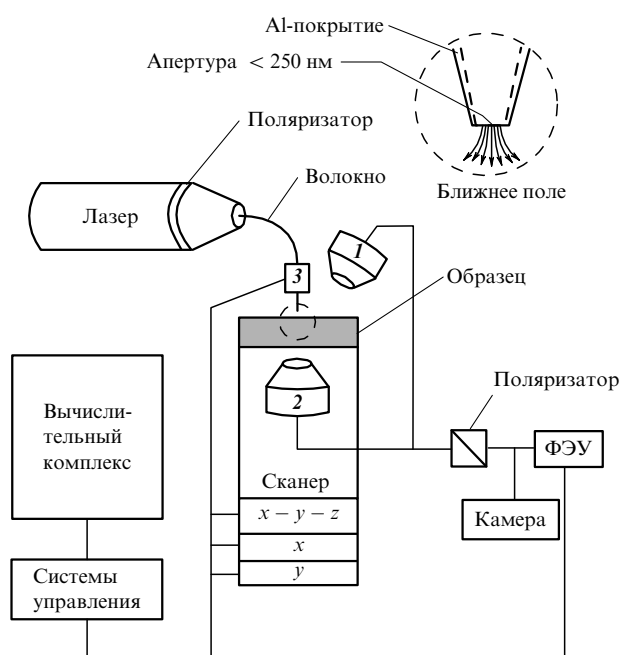 Al-покрытие
Апертура < 250 нм
Поляризатор
Волокно
Ближнее поле
Лазер
1
3
Образец
2
Поляризатор
Вычисли-
тельный
комплекс
ФЭУ
Сканер
x – y – z
Камера
x
Системы
управления
y